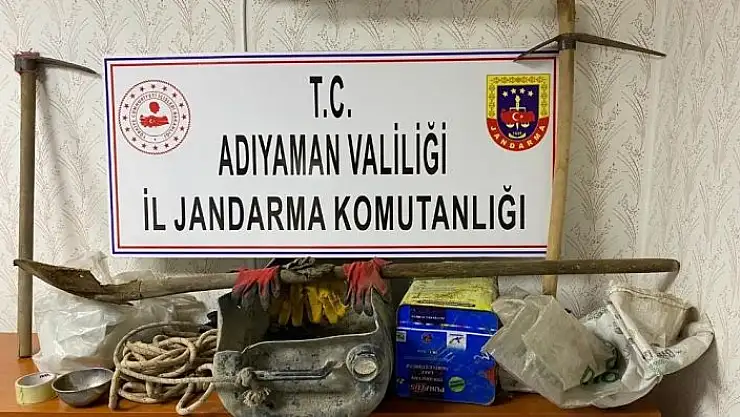 T.C.
ADIYAMAN VALİLİĞİ
İL JANDARMA KOMUTANLIĞI
JANDARMA